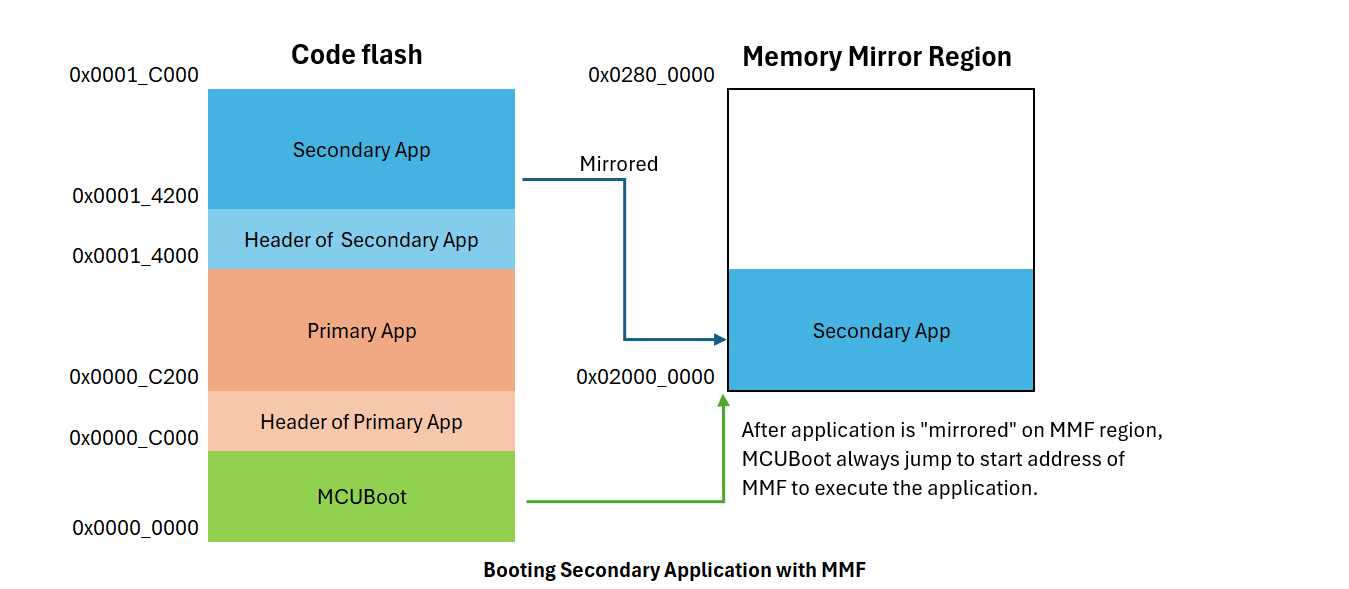 Code flash
Memory Mirror Region
0x0001_C000
0x0280_0000
Secondary App
Mirrored
0x0001_4200
Header of Secondary App
0x0001_4000
Primary App
Secondary App
0x0000_C200
0x02000_0000
Header of Primary App
0x0000_C000
After application is "mirrored" on MMF region,
MCUBoot always jump to start address of
MMF to execute the application.
MCUBoot
0x0000_0000
Booting Secondary Application with MMF